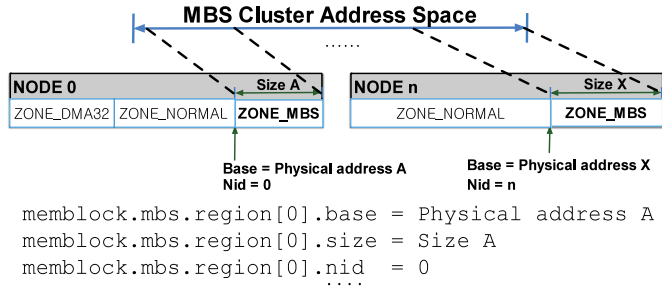 MBS Cluster Address Space
......
NODE 0
Size A
ZONE_DMA32
ZONE_NORMAL
ZONE_MBS
Base = Physical address A
Nid = 0
NODE n
Size X
ZONE_NORMAL
ZONE_MBS
Base = Physical address X
Nid = n
memblock.mbs.region[0].base = Physical address A
memblock.mbs.region[0].size = Size A
memblock.mbs.region[0].nid  = 0
....